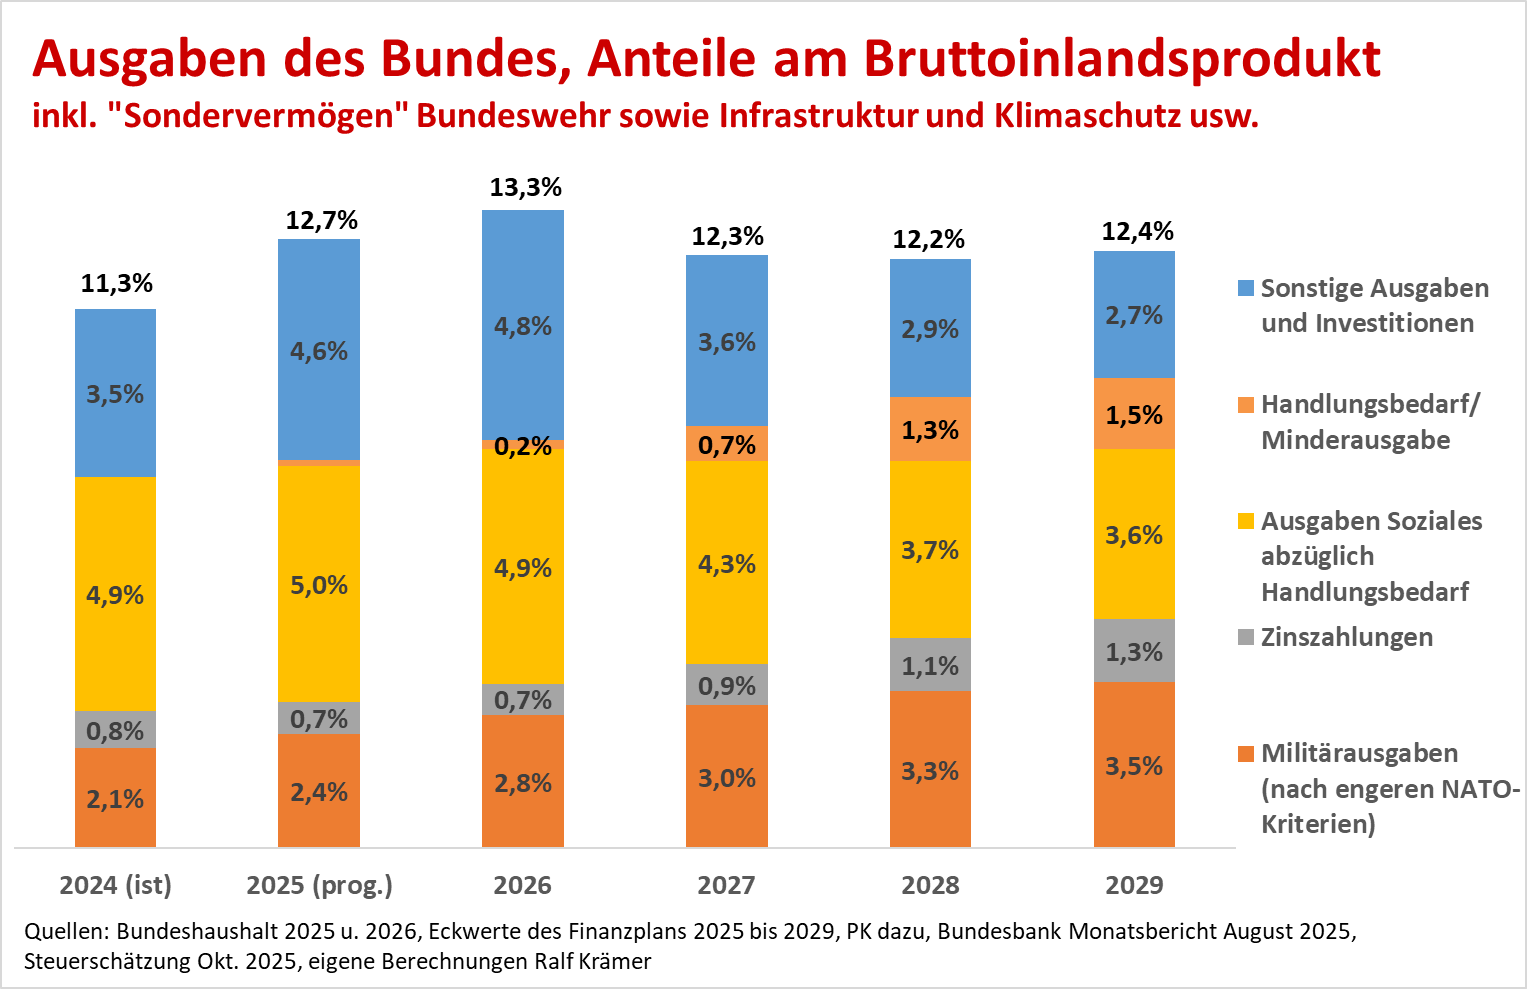 Ausgaben des Bundes, Anteile am Bruttoinlandsprodukt
inkl. "Sondervermögen" Bundeswehr sowie Infrastruktur und Klimaschutz usw.
11,3%
12,7%
13,3%
12,3%
12,2%
12,4%
3,5%
4,6%
4,8%
3,6%
2,9%
2,7%
0,2%
0,7%
1,3%
1,5%
4,9%
5,0%
4,9%
4,3%
3,7%
3,6%
0,8%
0,7%
0,7%
0,9%
1,1%
1,3%
2,1%
2,4%
2,8%
3,0%
3,3%
3,5%
Sonstige Ausgaben
und Investitionen
Handlungsbedarf/
Minderausgabe
Ausgaben Soziales
abzüglich
Handlungsbedarf
Zinszahlungen
Militärausgaben
(nach engeren NATO-
Kriterien)
2024 (ist)
2025 (prog.)
2026
2027
2028
2029
Quellen: Bundeshaushalt 2025 u. 2026, Eckwerte des Finanzplans 2025 bis 2029, PK dazu, Bundesbank Monatsbericht August 2025,
Steuerschätzung Okt. 2025, eigene Berechnungen Ralf Krämer